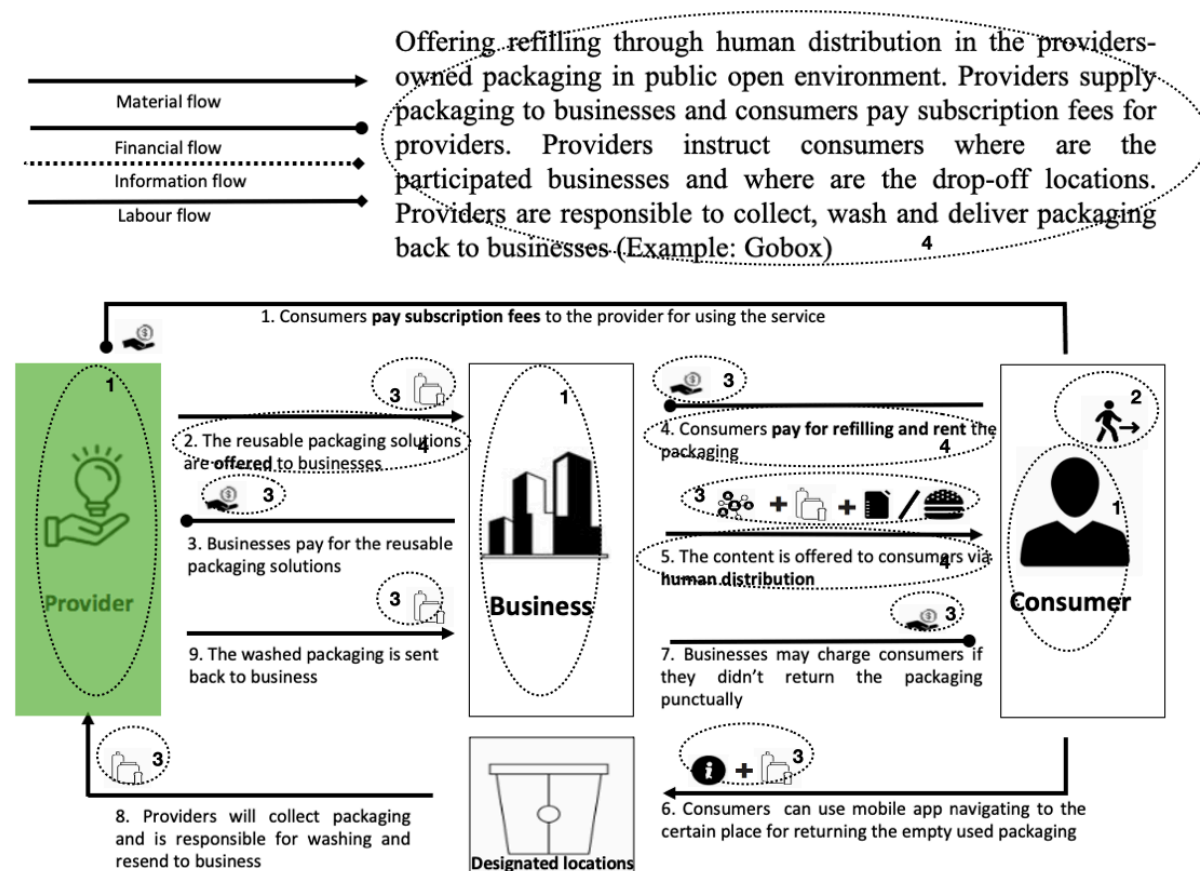 Offering refilling through human distribution in the providers-
owned packaging in public open environment. Providers supply
packaging to businesses and consumers pay subscription fees for
providers. Providers instruct consumers where are the
participated businesses and where are the drop-off locations.
Providers are responsible to collect, wash and deliver packaging
back to businesses (Example: Gobox)
4
Material flow
Financial flow
Information flow
Labour flow
1. Consumers pay subscription fees to the provider for using the service
1
Provider
3
2. The reusable packaging solutions
are offered to businesses
4
3
3. Businesses pay for the reusable
packaging solutions
3
9. The washed packaging is sent
back to business
1
Business
3
4. Consumers pay for refilling and rent the
packaging
4
3
+ + /
5. The content is offered to consumers via
human distribution
4
3
7. Businesses may charge consumers if
they didn't return the packaging
punctually
2
1
Consumer
3
8. Providers will collect packaging
and is responsible for washing and
resend to business
Designated locations
i + 3
6. Consumers can use mobile app navigating to the
certain place for returning the empty used packaging